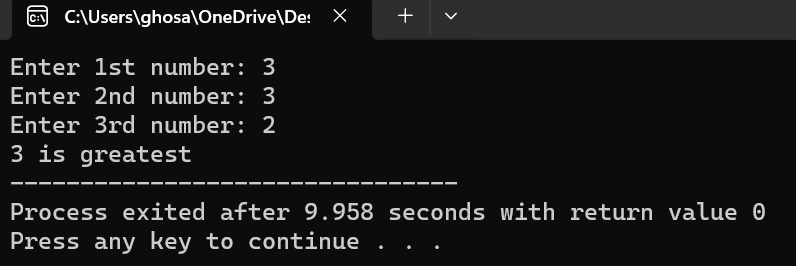 C:\Users\ghosa\OneDrive\Des
Enter 1st number: 3
Enter 2nd number: 3
Enter 3rd number: 2
3 is greatest
--------------------------------
Process exited after 9.958 seconds with return value 0
Press any key to continue . . .